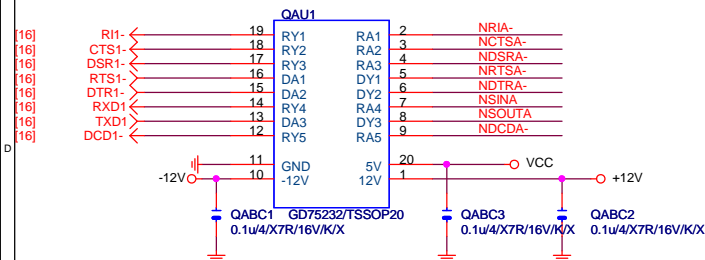 QAU1
[16] RI1- 19 RY1 RA1 2 NRIA-
[16] CTS1- 18 RY2 RA2 3 NCTSA-
[16] DSR1- 17 RY3 RA3 4 NDSRA-
[16] RTS1- 16 DA1 DY1 5 NRTSA-
[16] DTR1- 15 DA2 DY2 6 NDTRA-
[16] RXD1 14 RY4 RA4 7 NSINA
[16] TXD1 13 DA3 DY3 8 NSOUTA
[16] DCD1- 12 RY5 RA5 9 NDCDA-
D
11 GND 5V 20 VCC
-12V 10 -12V 12V 1 +12V
QABC1 GD75232/TSSOP20 QABC3 QABC2
0.1u/4/X7R/16V/K/X 0.1u/4/X7R/16V/K/X 0.1u/4/X7R/16V/K/X